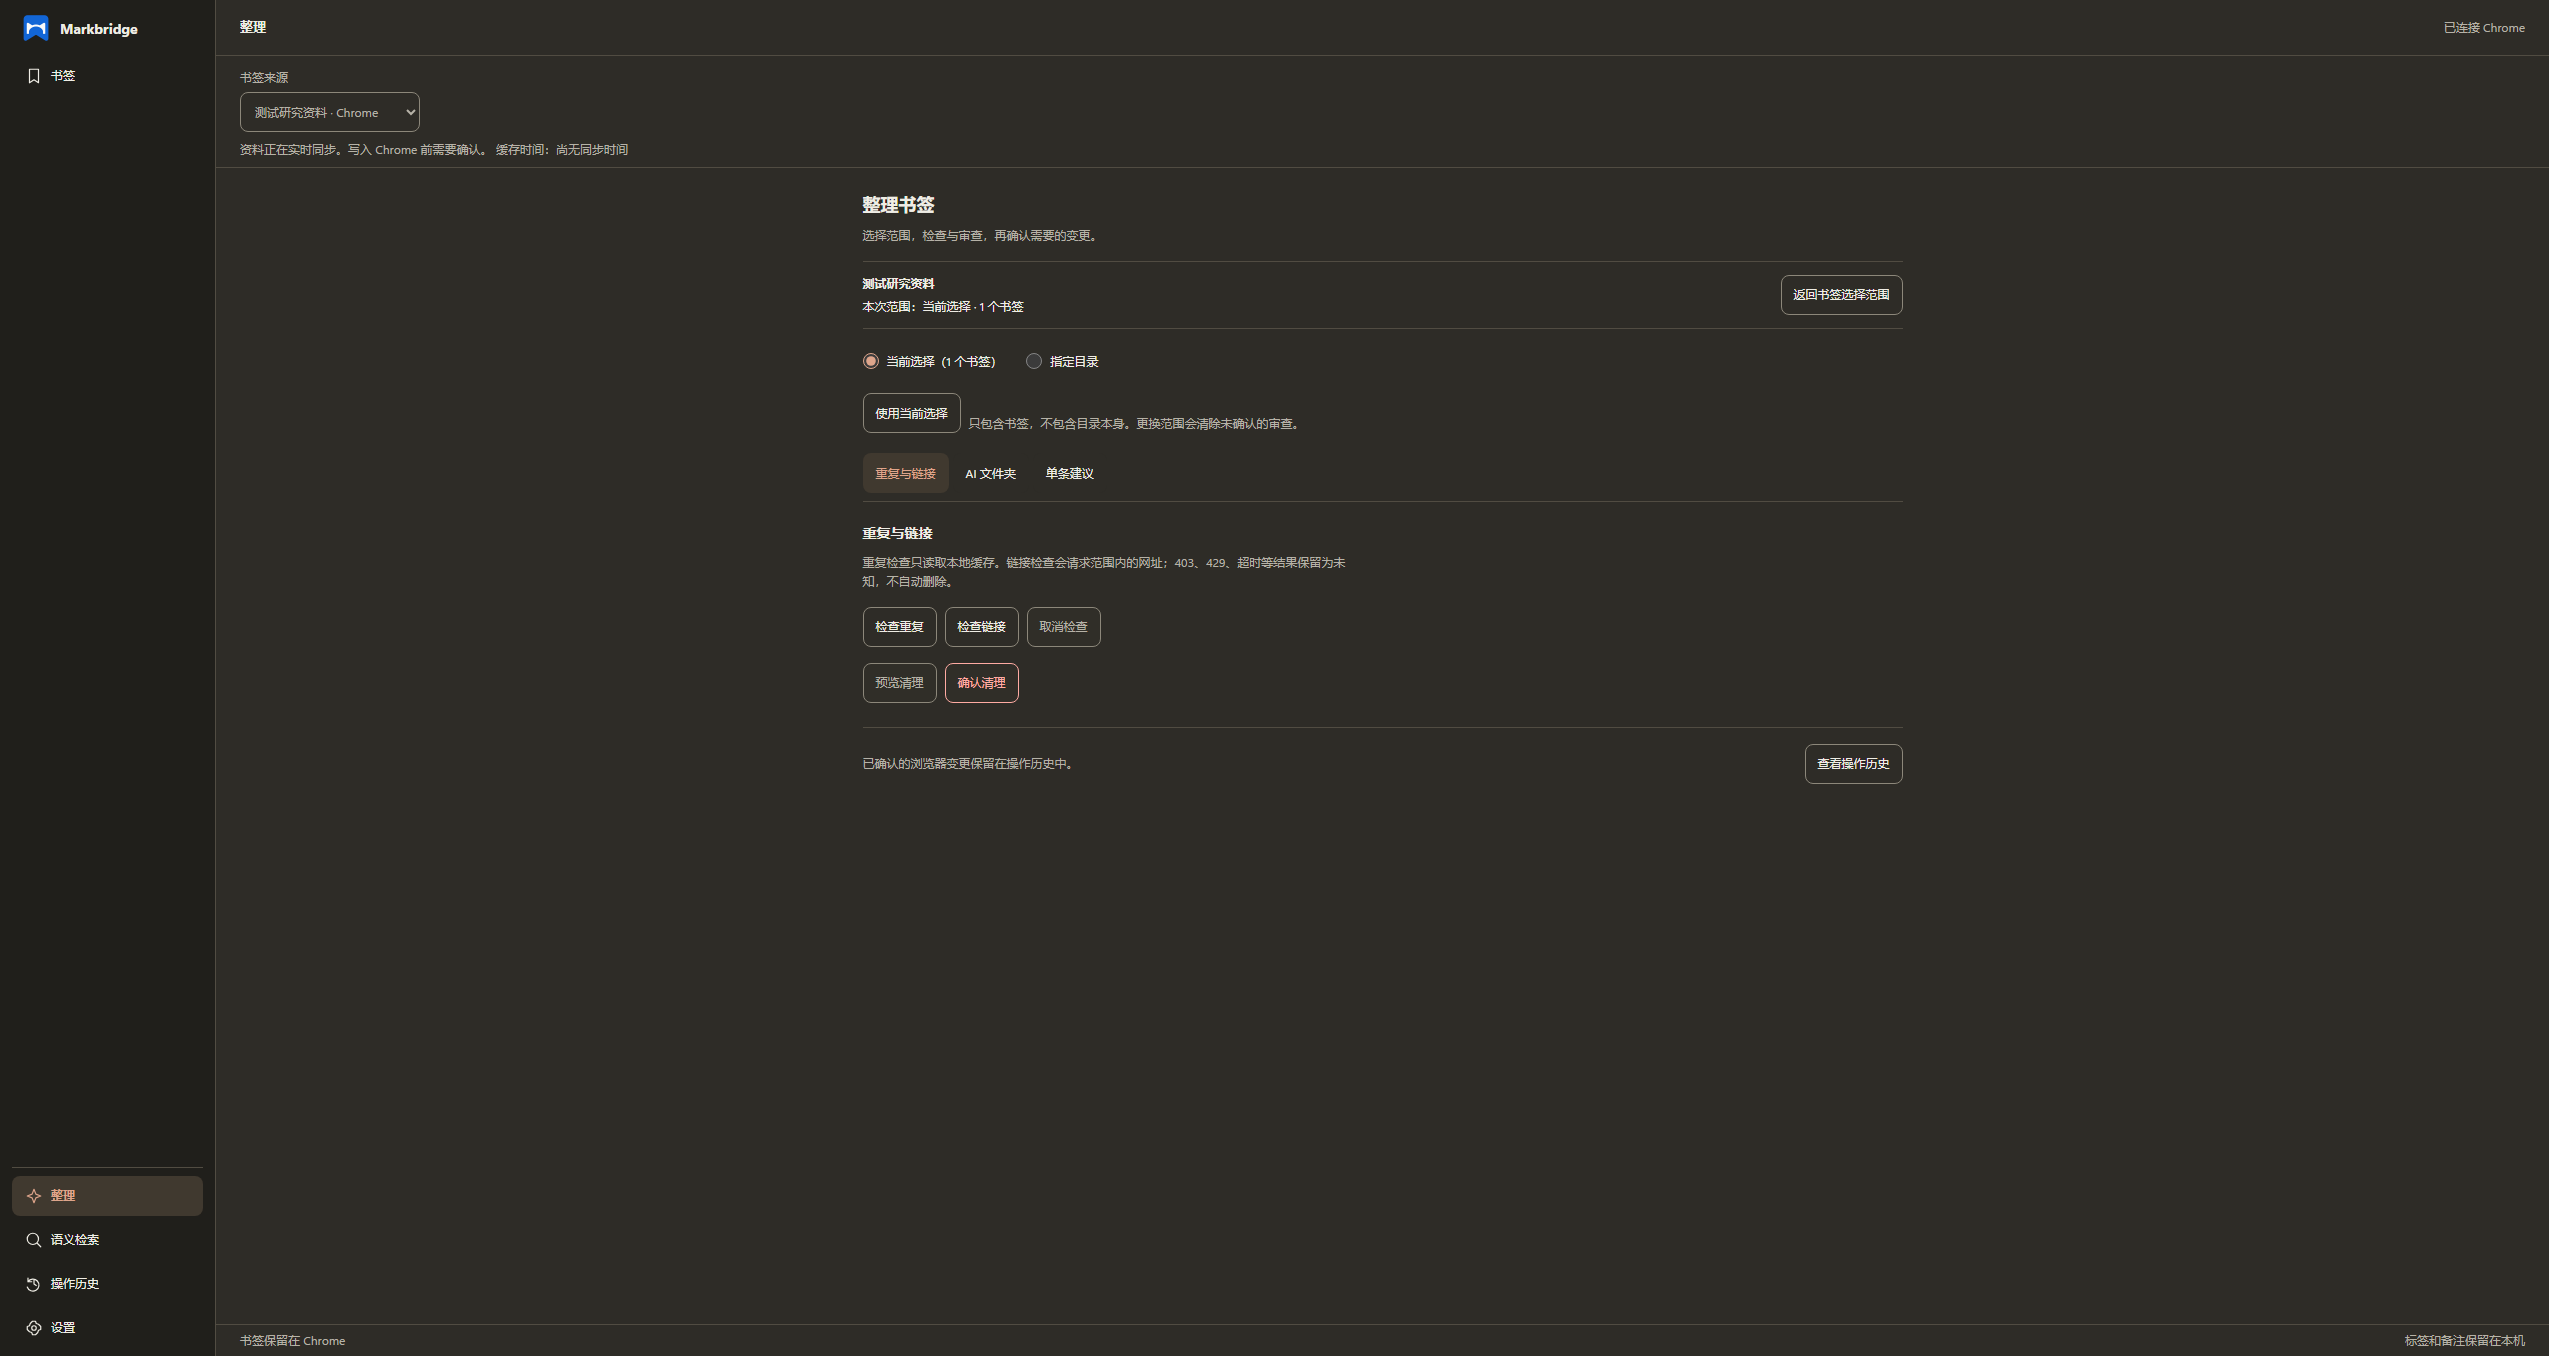 Markbridge
书签
整理
语义检索
操作历史
设置
整理
已连接 Chrome
书签来源
测试研究资料 · Chrome
资料正在实时同步。写入 Chrome 前需要确认。 缓存时间：尚无同步时间
整理书签
选择范围，检查与审查，再确认需要的变更。
测试研究资料
本次范围：当前选择 · 1 个书签
返回书签选择范围
当前选择（1 个书签）
指定目录
使用当前选择
只包含书签，不包含目录本身。更换范围会清除未确认的审查。
重复与链接
AI 文件夹
单条建议
重复与链接
重复检查只读取本地缓存。链接检查会请求范围内的网址；403、429、超时等结果保留为未
知，不自动删除。
检查重复
检查链接
取消检查
预览清理
确认清理
已确认的浏览器变更保留在操作历史中。
查看操作历史
书签保留在 Chrome
标签和备注保留在本机